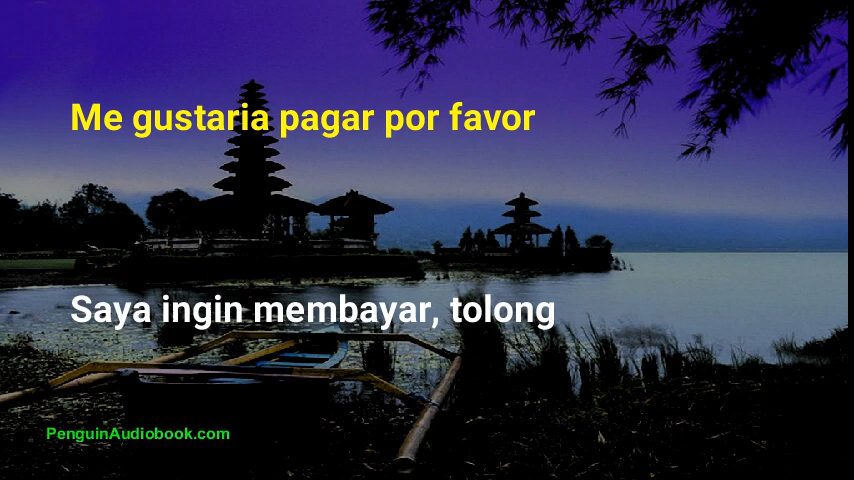 Me gustaria pagar por favor
Saya ingin membayar, tolong
PenguinAudiobook.com